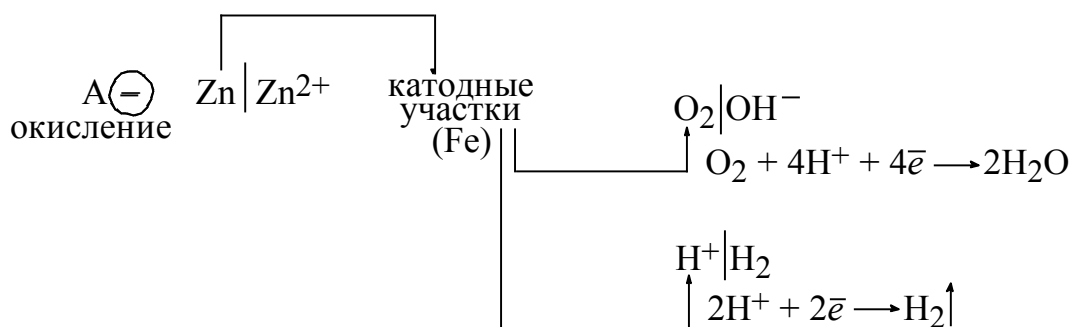 A ⊖ Zn | Zn²⁺ катодные
окисление участки
(Fe)
O₂ | OH⁻
O₂ + 4H⁺ + 4e̅ → 2H₂O
H⁺ | H₂
2H⁺ + 2e̅ → H₂↑